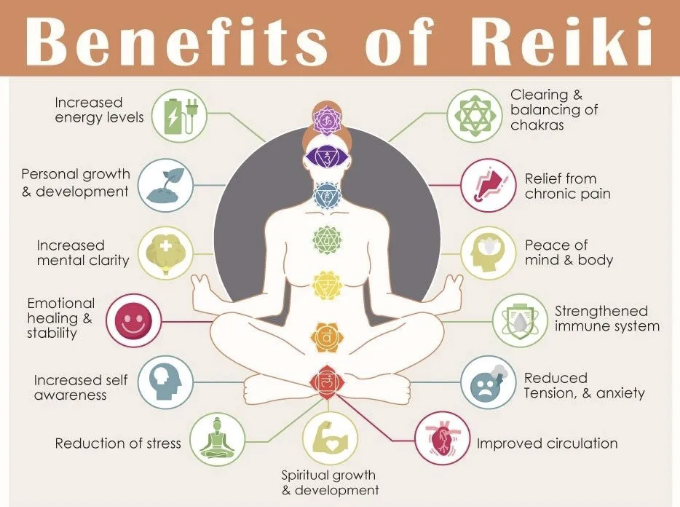 Benefits of Reiki
Increased
energy levels
Clearing &
balancing of
chakras
Personal growth
& development
Relief from
chronic pain
Increased
mental clarity
Peace of
mind & body
Emotional
healing &
stability
Strengthened
immune system
Increased self
awareness
Reduced
Tension, & anxiety
Reduction of stress
Improved circulation
Spiritual growth
& development